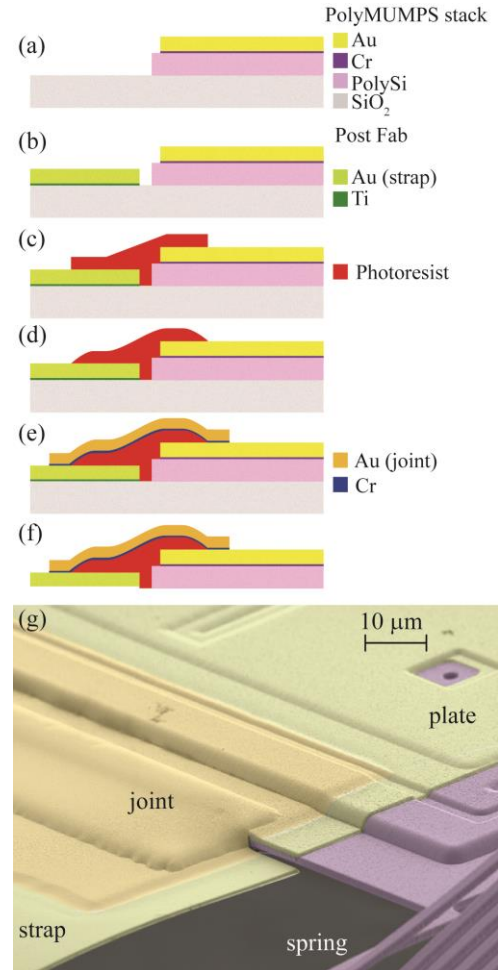 PolyMUMPS stack
(a)
Au
Cr
PolySi
SiO₂
(b)
Post Fab
Au (strap)
Ti
(c)
Photoresist
(d)
(e)
Au (joint)
Cr
(f)
(g)
10 μm
plate
joint
strap
spring